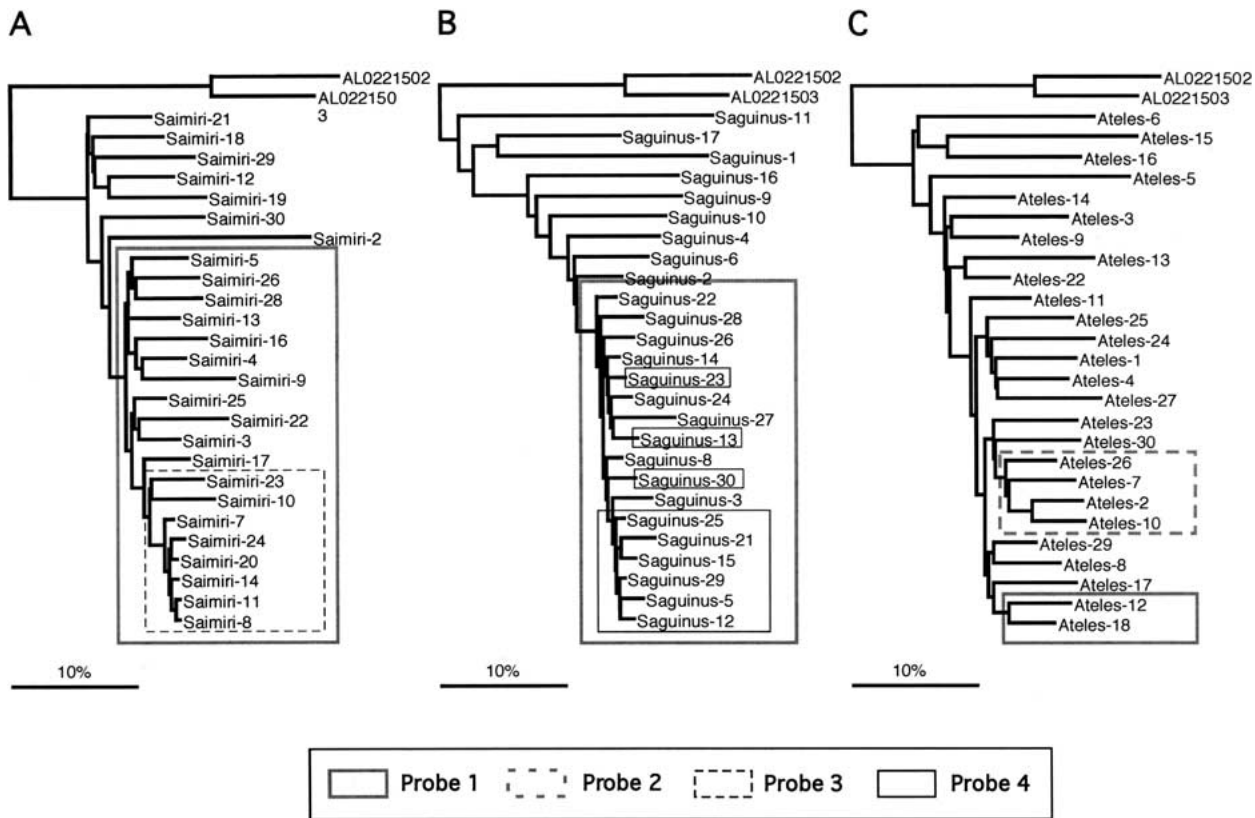 A
AL0221502
AL022150
3
Saimiri-21
Saimiri-18
Saimiri-29
Saimiri-12
Saimiri-19
Saimiri-30
Saimiri-2
Saimiri-5
Saimiri-26
Saimiri-28
Saimiri-13
Saimiri-16
Saimiri-4
Saimiri-9
Saimiri-25
Saimiri-22
Saimiri-3
Saimiri-17
Saimiri-23
Saimiri-10
Saimiri-7
Saimiri-24
Saimiri-20
Saimiri-14
Saimiri-11
Saimiri-8
10%
B
AL0221502
AL0221503
Saguinus-11
Saguinus-17
Saguinus-1
Saguinus-16
Saguinus-9
Saguinus-10
Saguinus-4
Saguinus-6
Saguinus-2
Saguinus-22
Saguinus-28
Saguinus-26
Saguinus-14
Saguinus-23
Saguinus-24
Saguinus-27
Saguinus-13
Saguinus-8
Saguinus-30
Saguinus-3
Saguinus-25
Saguinus-21
Saguinus-15
Saguinus-29
Saguinus-5
Saguinus-12
10%
C
AL0221502
AL0221503
Ateles-6
Ateles-15
Ateles-16
Ateles-5
Ateles-14
Ateles-3
Ateles-9
Ateles-13
Ateles-22
Ateles-11
Ateles-25
Ateles-24
Ateles-1
Ateles-4
Ateles-27
Ateles-23
Ateles-30
Ateles-26
Ateles-7
Ateles-2
Ateles-10
Ateles-29
Ateles-8
Ateles-17
Ateles-12
Ateles-18
10%
Probe 1
Probe 2
Probe 3
Probe 4